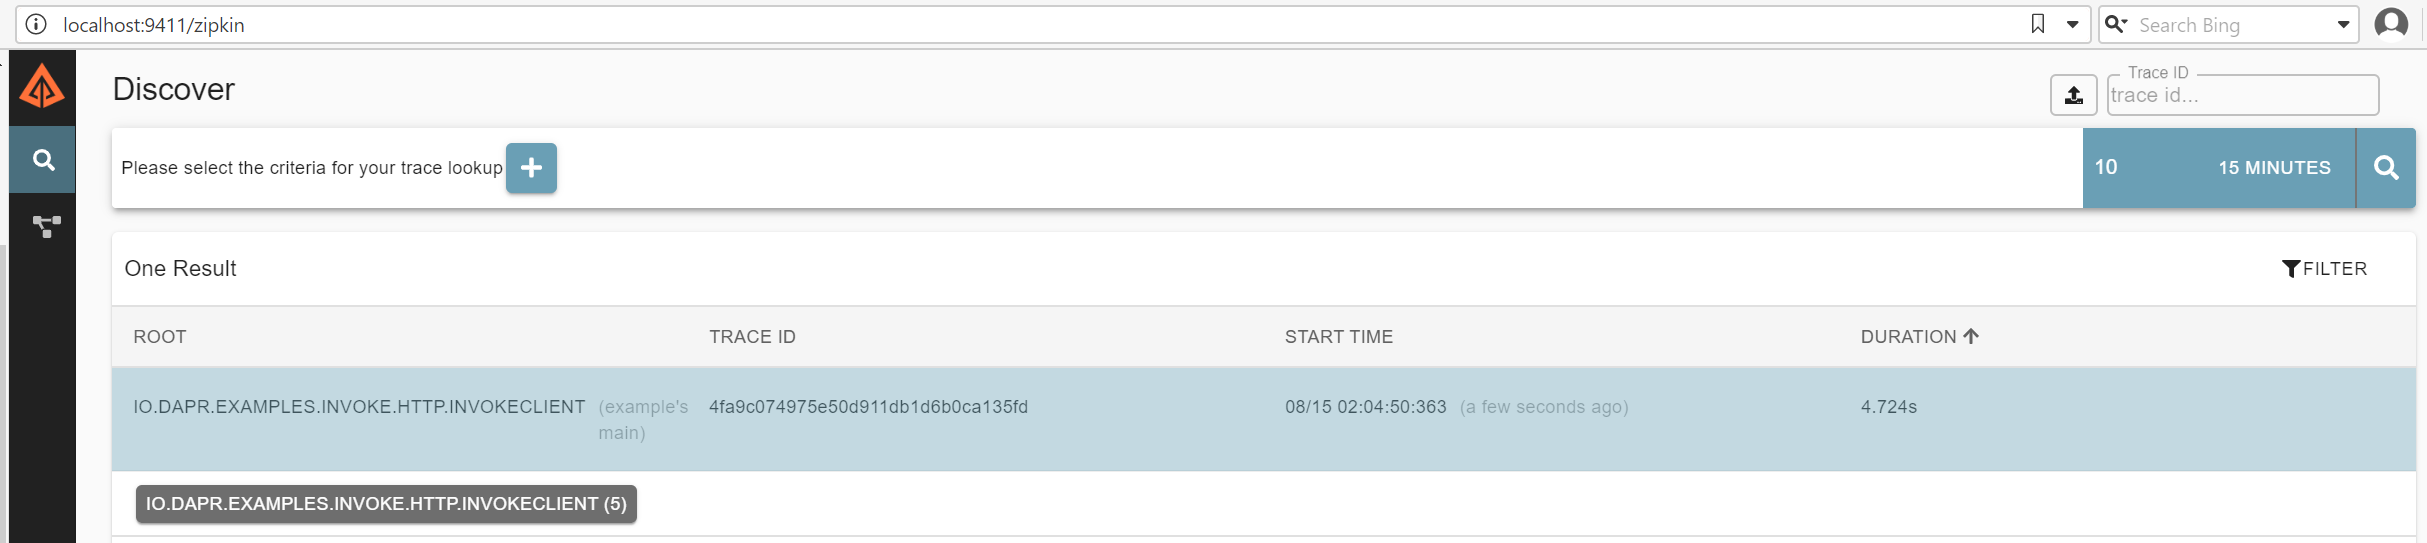 localhost:9411/zipkin
Search Bing
Discover
Trace ID
trace id...
Please select the criteria for your trace lookup
10
15 MINUTES
One Result
FILTER
ROOT
TRACE ID
START TIME
DURATION
IO.DAPR.EXAMPLES.INVOKE.HTTP.INVOKECLIENT (example's
main)
4fa9c074975e50d911db1d6b0ca135fd
08/15 02:04:50:363 (a few seconds ago)
4.724s
IO.DAPR.EXAMPLES.INVOKE.HTTP.INVOKECLIENT (5)